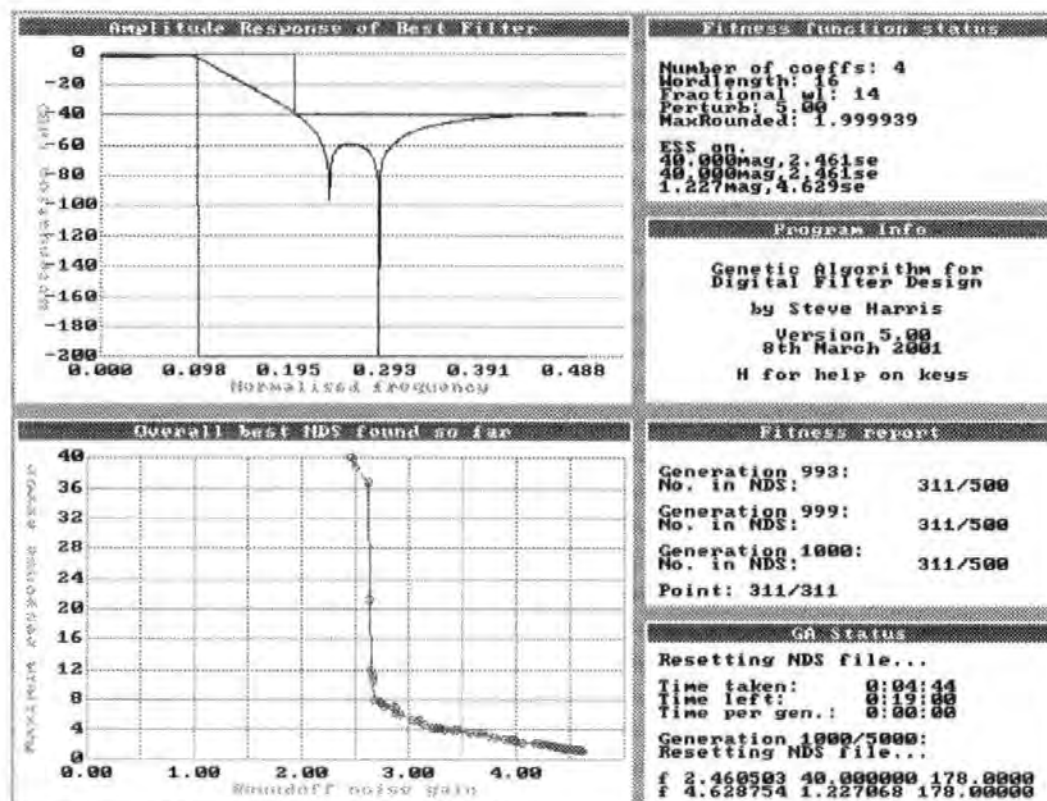 Amplitude Response of Best Filter
0
-20
-40
-60
-80
-100
-120
-140
-160
-180
-200
0.000 0.098 0.195 0.293 0.391 0.488
Normalised frequency
Overall best NDS found so far
40
36
32
28
24
20
16
12
8
4
0
0.00 1.00 2.00 3.00 4.00
Roundoff noise gain
Fitness function status
Number of coeffs: 4
Wordlength: 16
Fractional wl: 14
Perturb: 5.00
MaxRounded: 1.999939
ESS on.
40.000mag,2.461se
40.000mag,2.461se
1.227mag,4.629se
Program Info
Genetic Algorithm for
Digital Filter Design
by Steve Harris
Version 5.00
8th March 2001
H for help on keys
Fitness report
Generation 993:
No. in NDS: 311/500
Generation 999:
No. in NDS: 311/500
Generation 1000:
No. in NDS: 311/500
Point: 311/311
GA Status
Resetting NDS file...
Time taken: 0:04:44
Time left: 0:19:00
Time per gen.: 0:00:00
Generation 1000/5000:
Resetting NDS file...
f 2.460503 40.000000 178.0000
f 4.628754 1.227068 178.00000